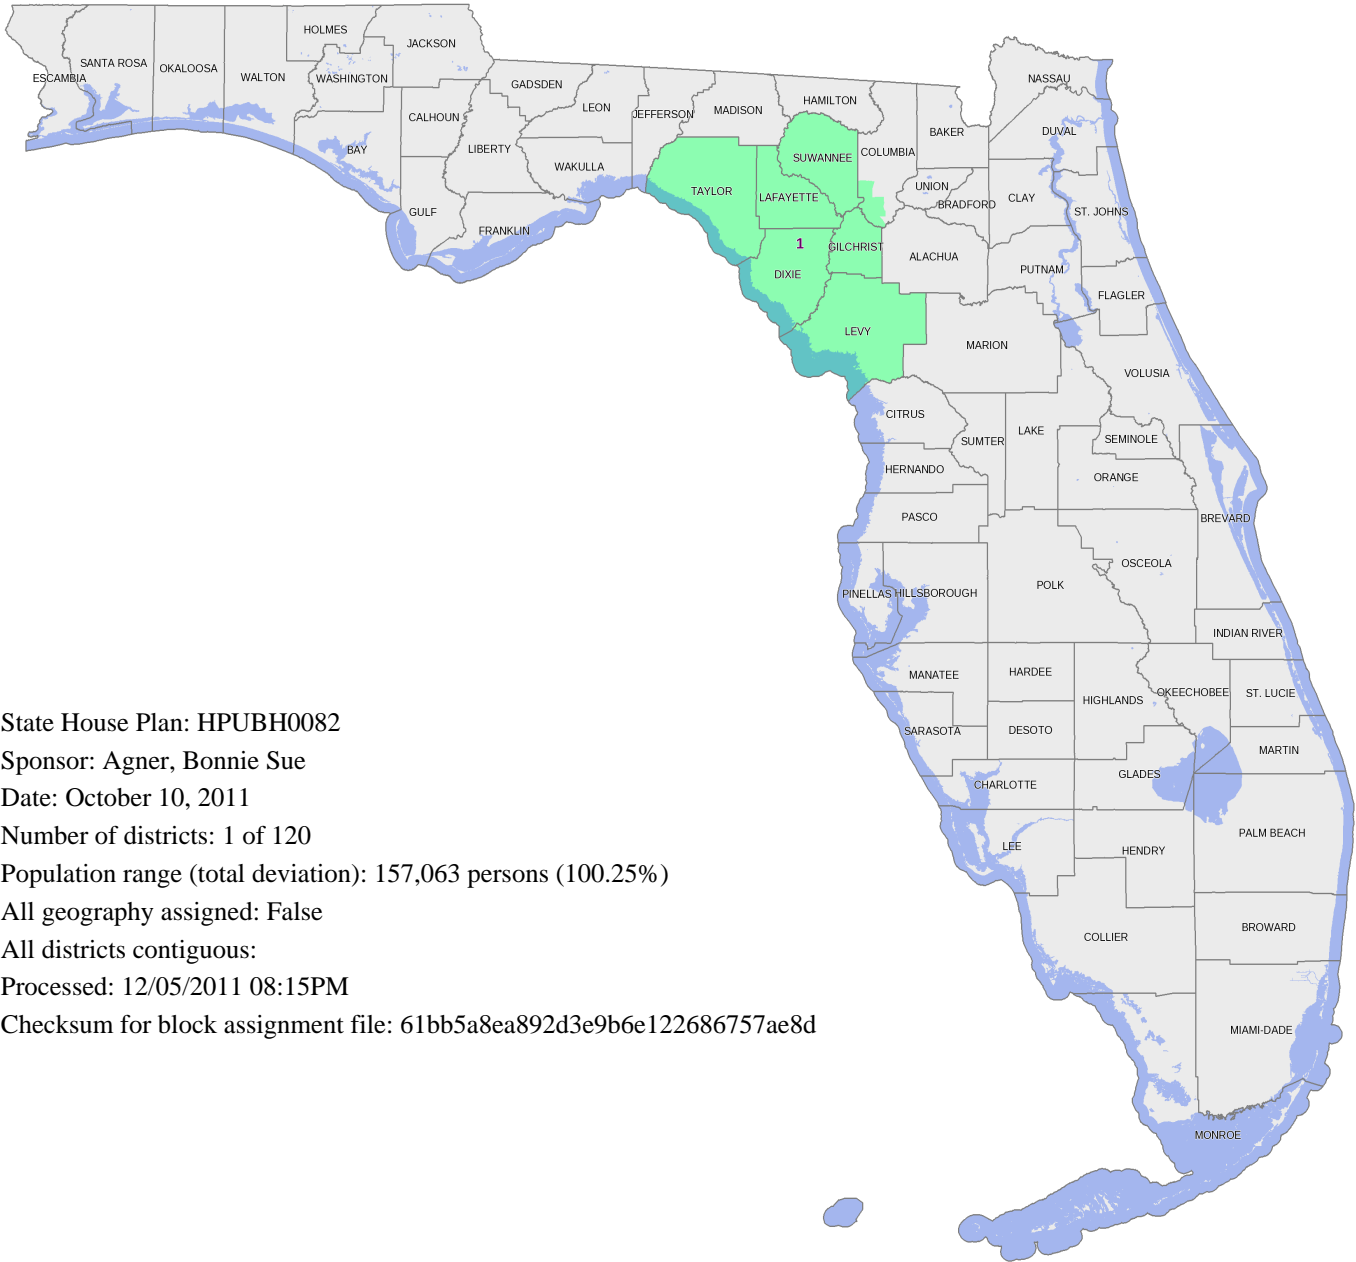 HOLMES
JACKSON
SANTA ROSA
OKALOOSA
ESCAMBIA
WALTON
WASHINGTON
GADSDEN
NASSAU
CALHOUN
LEON
JEFFERSON
MADISON
HAMILTON
BAKER
DUVAL
BAY
LIBERTY
WAKULLA
SUWANNEE
COLUMBIA
TAYLOR
LAFAYETTE
UNION
BRADFORD
CLAY
ST. JOHNS
GULF
FRANKLIN
1
GILCHRIST
ALACHUA
DIXIE
PUTNAM
FLAGLER
LEVY
MARION
VOLUSIA
CITRUS
SUMTER
LAKE
SEMINOLE
HERNANDO
ORANGE
PASCO
BREVARD
OSCEOLA
PINELLAS
HILLSBOROUGH
POLK
INDIAN RIVER
MANATEE
HARDEE
HIGHLANDS
OKEECHOBEE
ST. LUCIE
SARASOTA
DESOTO
MARTIN
CHARLOTTE
GLADES
LEE
HENDRY
PALM BEACH
COLLIER
BROWARD
MIAMI-DADE
MONROE
State House Plan: HPUBH0082
Sponsor: Agner, Bonnie Sue
Date: October 10, 2011
Number of districts: 1 of 120
Population range (total deviation): 157,063 persons (100.25%)
All geography assigned: False
All districts contiguous:
Processed: 12/05/2011 08:15PM
Checksum for block assignment file: 61bb5a8ea892d3e9b6e122686757ae8d